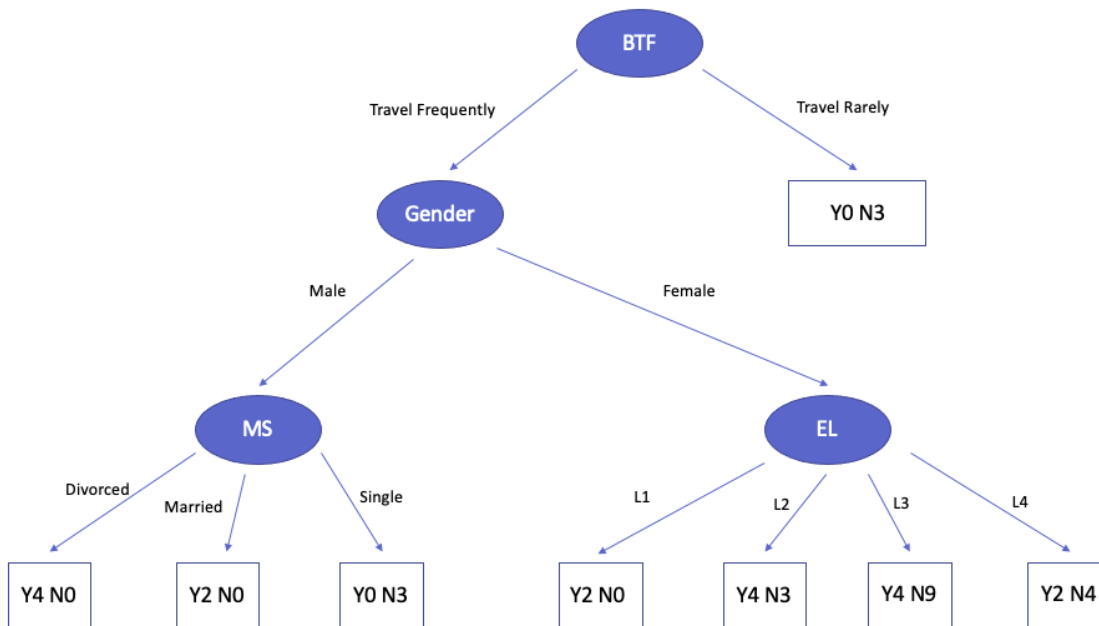 BTF
Travel Frequently
Travel Rarely
Gender
Y0 N3
Male
Female
MS
EL
Divorced
Married
Single
L1
L2
L3
L4
Y4 N0
Y2 N0
Y0 N3
Y2 N0
Y4 N3
Y4 N9
Y2 N4